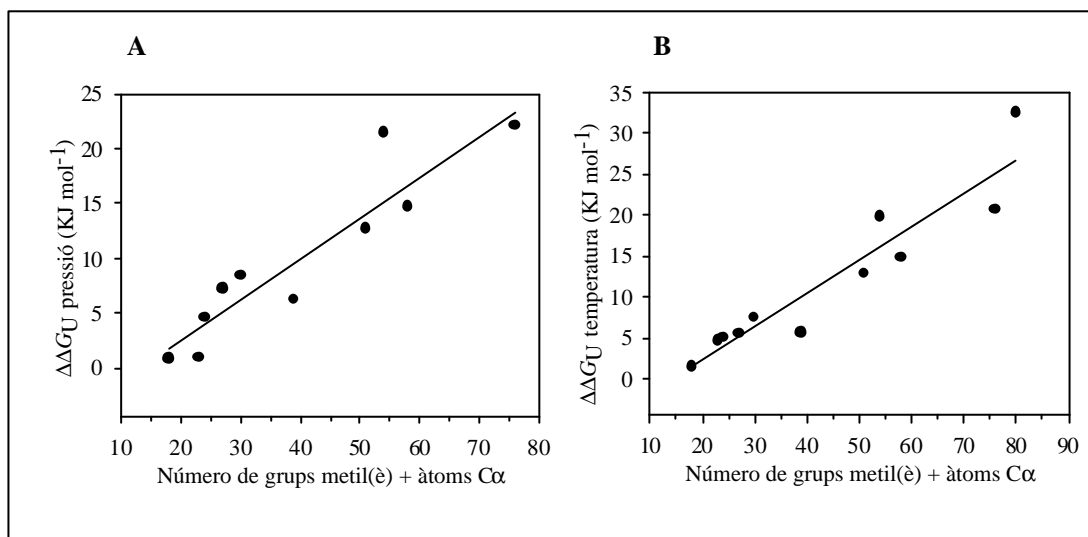 A
ΔΔGU pressió (KJ mol-1)
25
20
15
10
5
0
10 20 30 40 50 60 70 80
Número de grups metil(è) + àtoms Cα
B
ΔΔGU temperatura (KJ mol-1)
35
30
25
20
15
10
5
0
10 20 30 40 50 60 70 80 90
Número de grups metil(è) + àtoms Cα